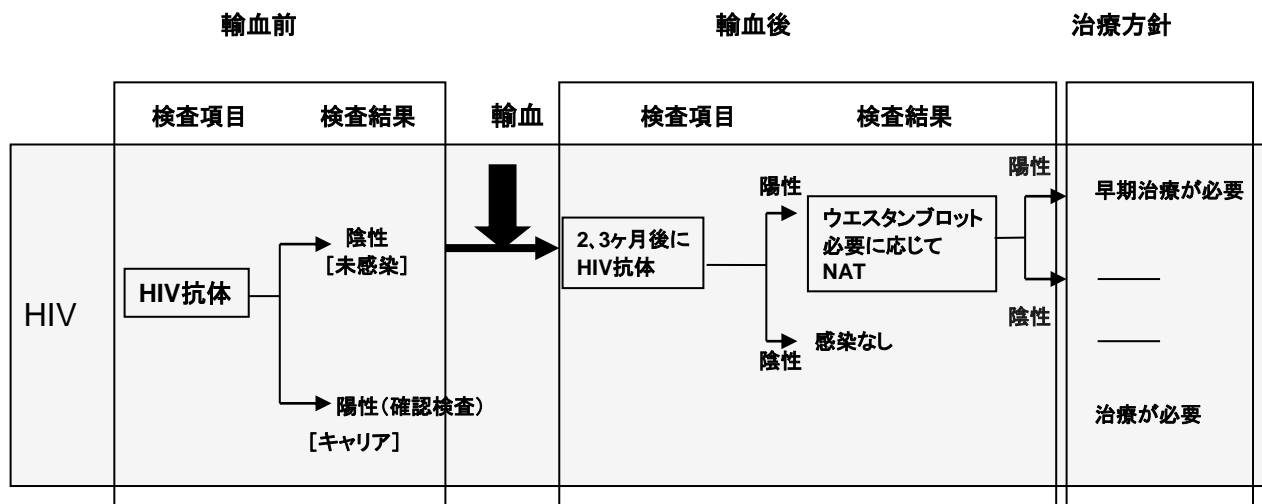 輸血前
輸血後
治療方針
検査項目
検査結果
輸血
検査項目
検査結果
HIV
HIV抗体
陰性
[未感染]
陽性(確認検査)
[キャリア]
2、3ヶ月後に
HIV抗体
陽性
ウエスタンブロット
必要に応じて
NAT
陰性
感染なし
陽性
早期治療が必要
陰性
治療が必要